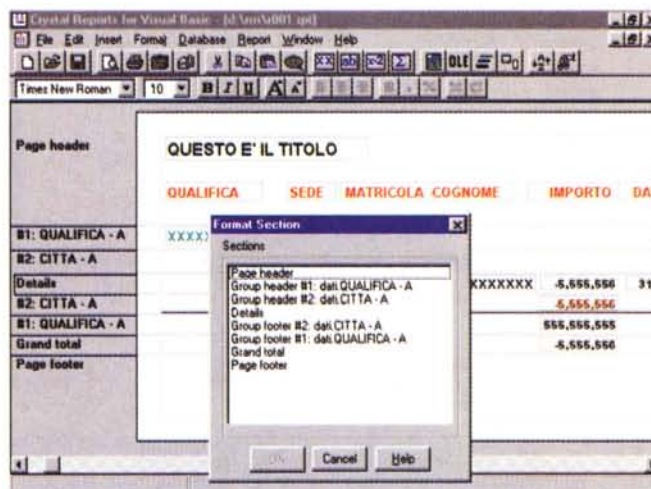 Crystal Reports for Visual Basic - [d:\mn\u001.rpt]
File Edit Insert Format Database Report Window Help
Times New Roman 10 B I U A A
Page header
QUESTO E' IL TITOLO
QUALIFICA SEDE MATRICOLA COGNOME IMPORTO DA
#1: QUALIFICA - A
XXXX
#2: CITTA - A
Details
XXXXXXX -5,555,556 31
#2: CITTA - A
-5,555,556
#1: QUALIFICA - A
555,555,555
Grand total
-5,555,556
Page footer
Format Section
Sections
Page header
Group header #1: dati.QUALIFICA - A
Group header #2: dati.CITTA - A
Details
Group footer #2: dati.CITTA - A
Group footer #1: dati.QUALIFICA - A
Grand total
Page footer
OK Cancel Help